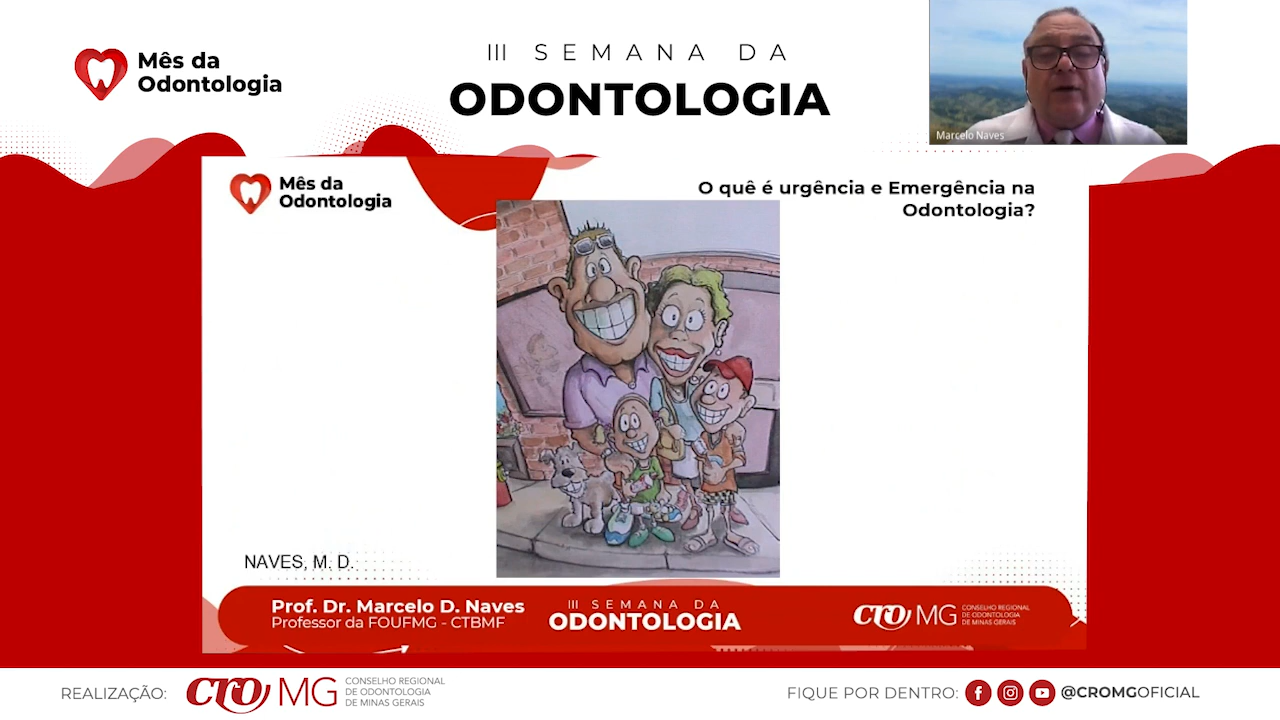 Mês da
Odontologia
III SEMANA DA
ODONTOLOGIA
Marcelo Naves
Mês da
Odontologia
O quê é urgência e Emergência na
Odontologia?
NAVES, M. D.
Prof. Dr. Marcelo D. Naves
Professor da FOUFMG - CTBMF
III SEMANA DA
ODONTOLOGIA
cro MG
CONSELHO REGIONAL
DE ODONTOLOGIA
DE MINAS GERAIS
REALIZAÇÃO:
cro MG
CONSELHO REGIONAL
DE ODONTOLOGIA
DE MINAS GERAIS
FIQUE POR DENTRO:
@CROMGOFICIAL